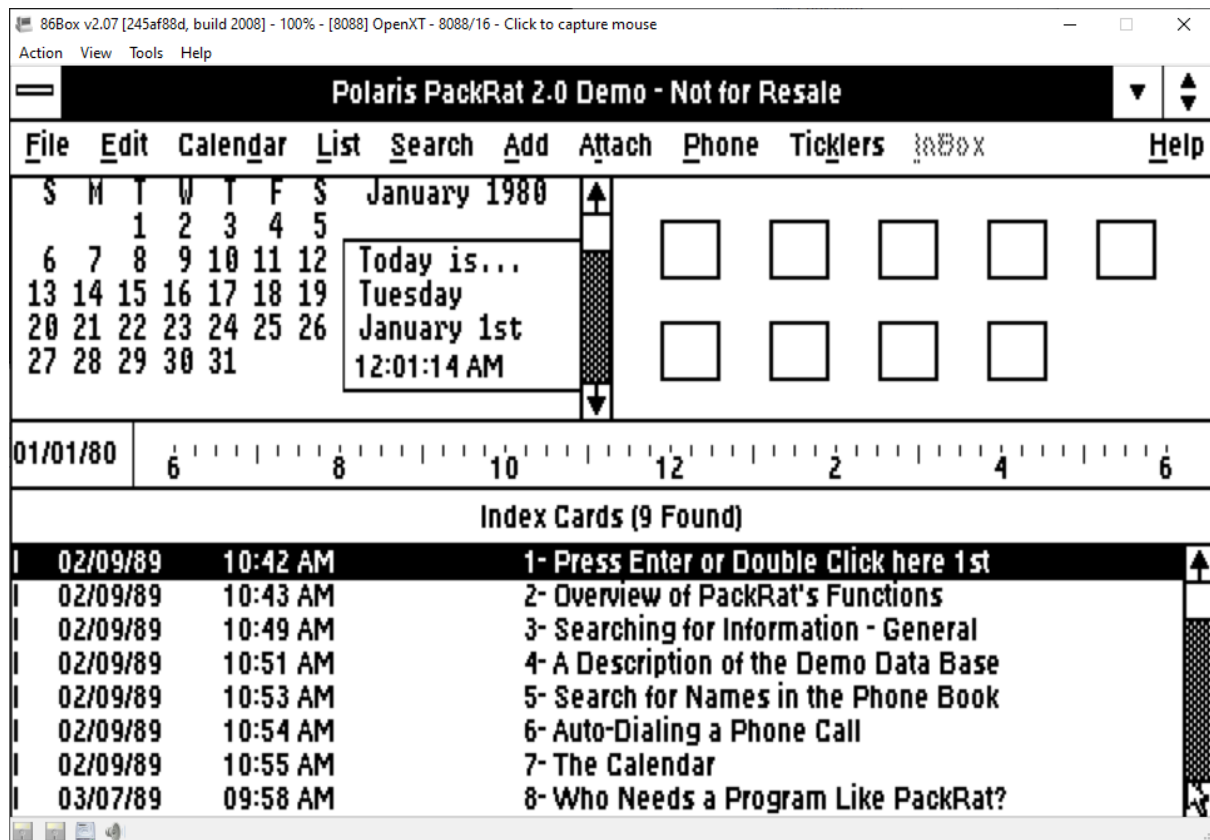 86Box v2.07 [245af88d, build 2008] - 100% - [8088] OpenXT - 8088/16 - Click to capture mouse
Action View Tools Help
Polaris PackRat 2.0 Demo - Not for Resale
File Edit Calendar List Search Add Attach Phone Ticklers InBox Help
S M T W T F S January 1980
1 2 3 4 5
6 7 8 9 10 11 12 Today is...
13 14 15 16 17 18 19 Tuesday
20 21 22 23 24 25 26 January 1st
27 28 29 30 31 12:01:14 AM
01/01/80 6 8 10 12 2 4 6
Index Cards (9 Found)
I 02/09/89 10:42 AM 1- Press Enter or Double Click here 1st
I 02/09/89 10:43 AM 2- Overview of PackRat's Functions
I 02/09/89 10:49 AM 3- Searching for Information - General
I 02/09/89 10:51 AM 4- A Description of the Demo Data Base
I 02/09/89 10:53 AM 5- Search for Names in the Phone Book
I 02/09/89 10:54 AM 6- Auto-Dialing a Phone Call
I 02/09/89 10:55 AM 7- The Calendar
I 03/07/89 09:58 AM 8- Who Needs a Program Like PackRat?